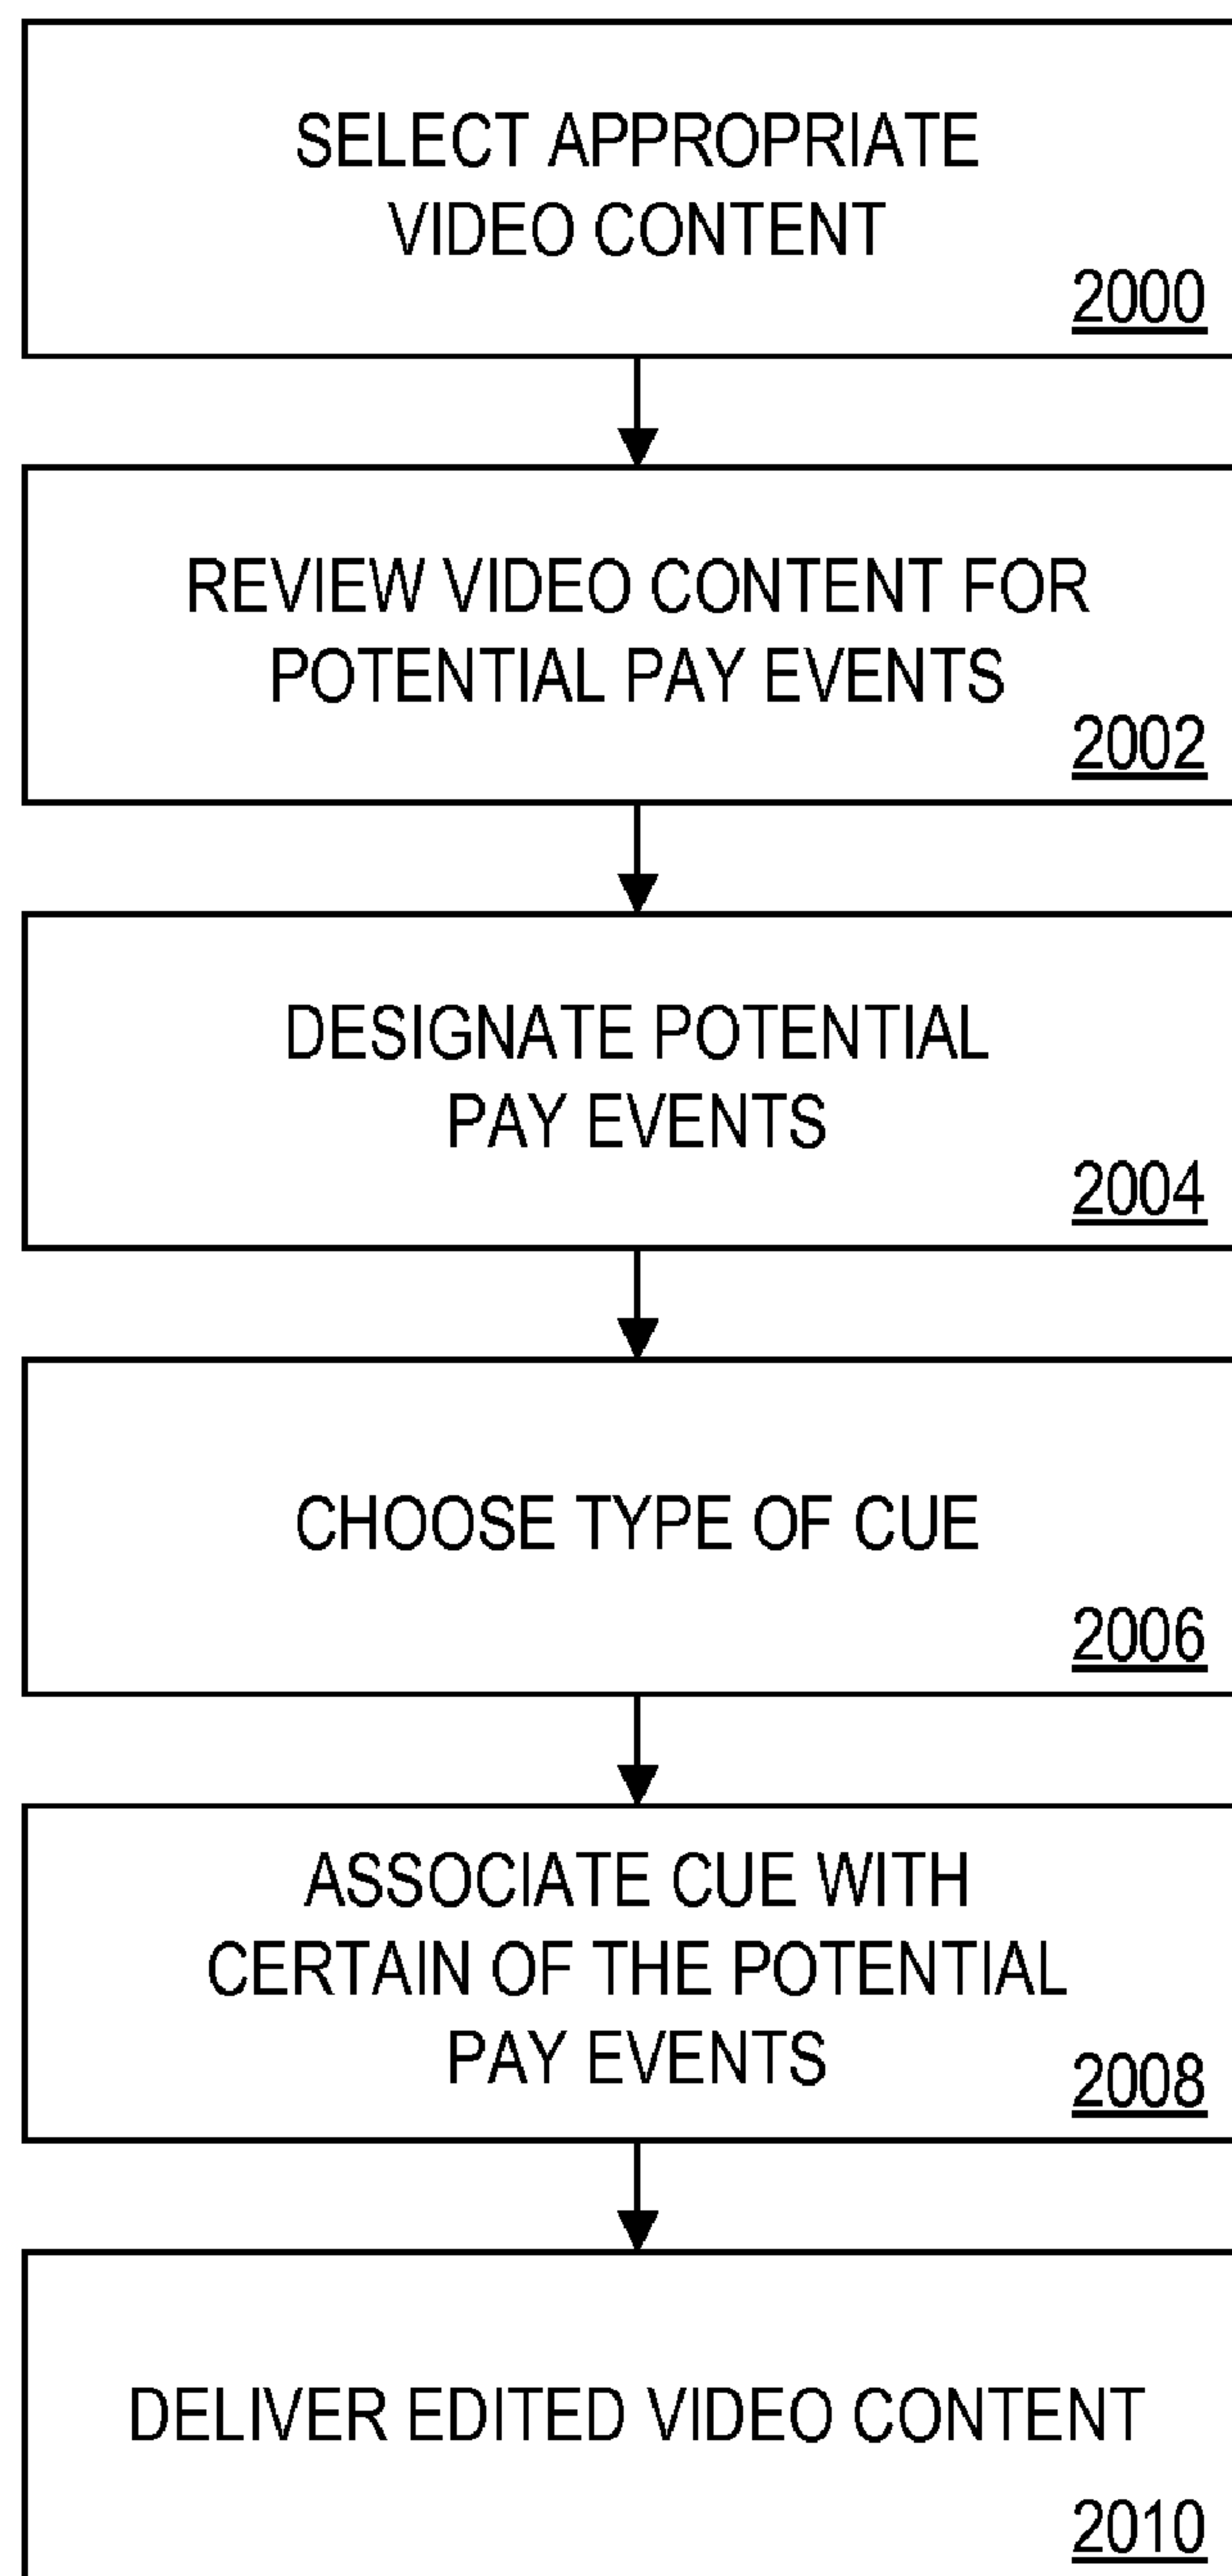 SELECT APPROPRIATE
VIDEO CONTENT
2000
REVIEW VIDEO CONTENT FOR
POTENTIAL PAY EVENTS
2002
DESIGNATE POTENTIAL
PAY EVENTS
2004
CHOOSE TYPE OF CUE
2006
ASSOCIATE CUE WITH
CERTAIN OF THE POTENTIAL
PAY EVENTS
2008
DELIVER EDITED VIDEO CONTENT
2010